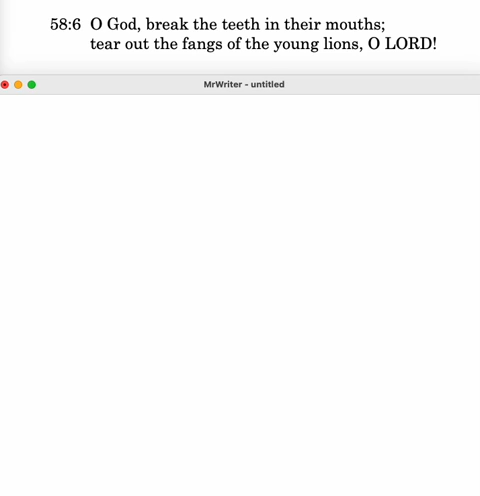 58:6 O God, break the teeth in their mouths;
tear out the fangs of the young lions, O LORD!
MrWriter - untitled